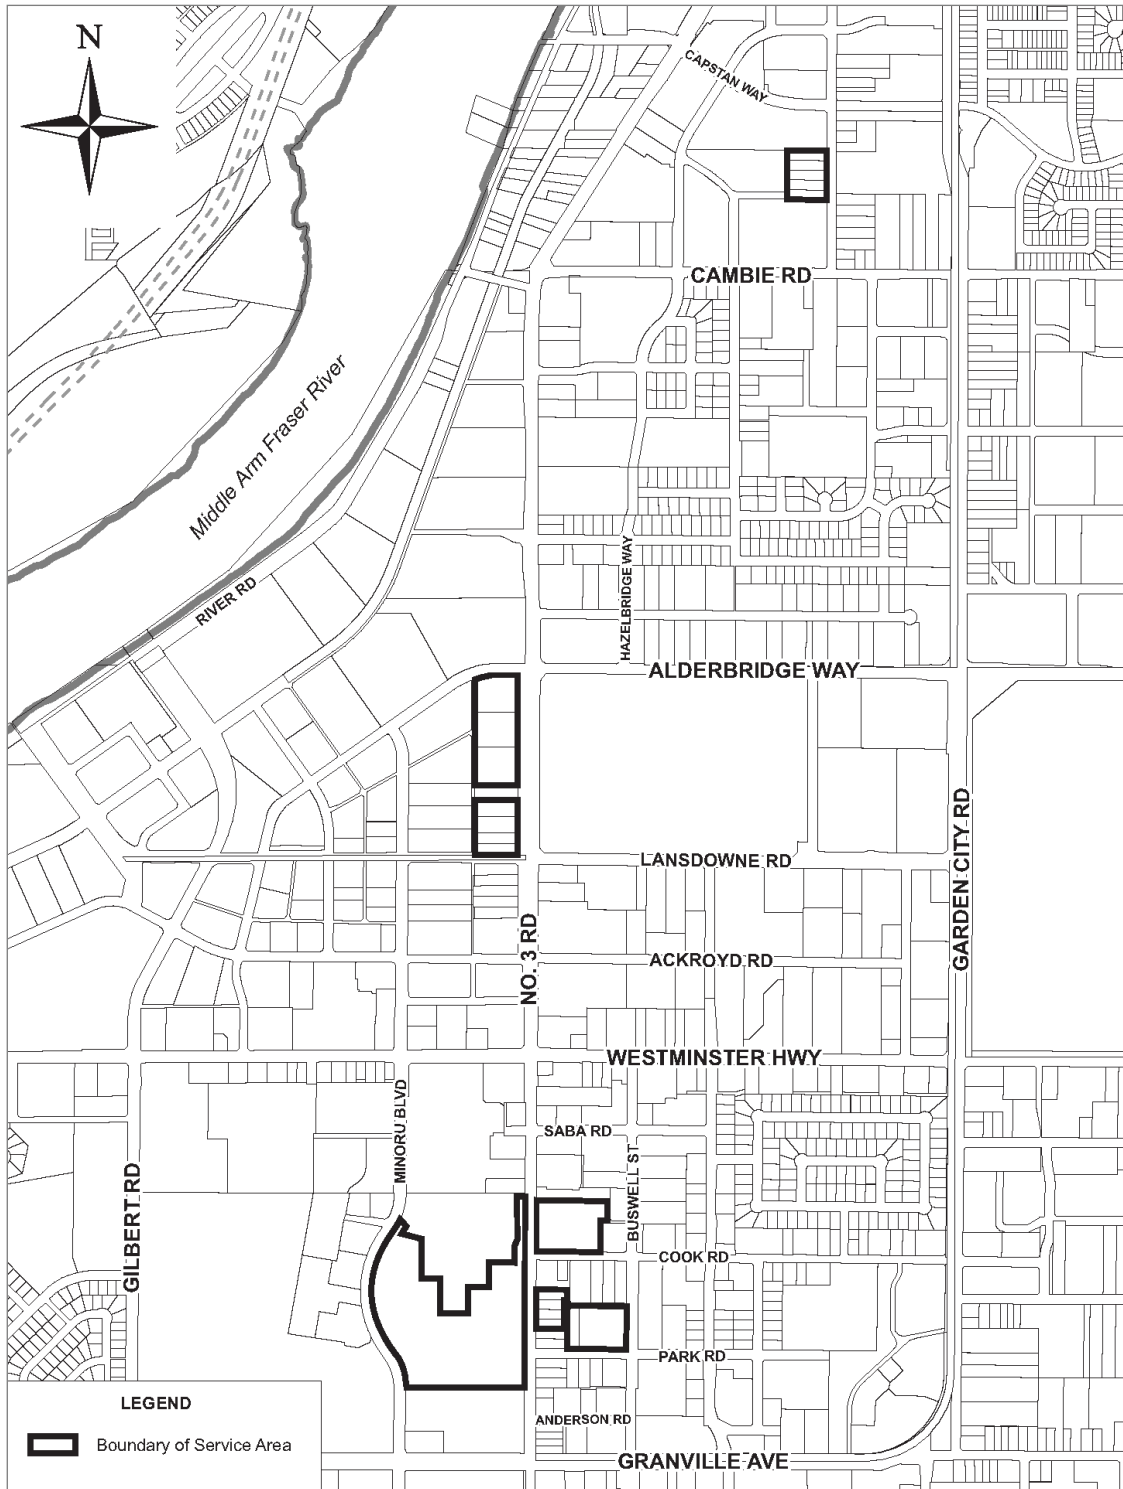 N
CAPSTAN WAY
CAMBIE RD
Middle Arm Fraser River
RIVER RD
HAZELBRIDGE WAY
ALDERBRIDGE WAY
GARDEN CITY RD
LANSDOWNE RD
NO. 3 RD
ACKROYD RD
WESTMINSTER HWY
MINORU BLVD
SABA RD
BUSWELL ST
GILBERT RD
COOK RD
PARK RD
LEGEND
ANDERSON RD
Boundary of Service Area
GRANVILLE AVE